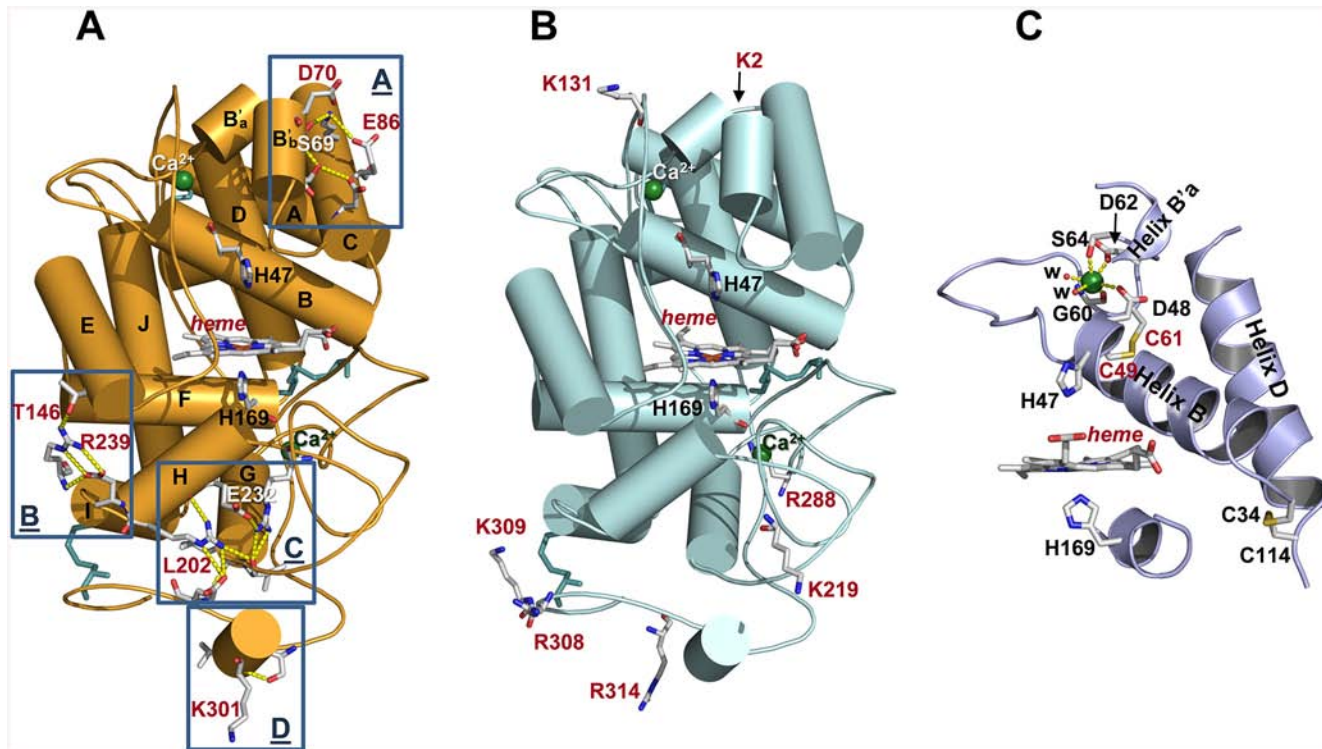 A
B
C
D70
A
E86
B'a
B'b
S69
Ca²⁺
D
A
C
H47
B
heme
E
J
F
T146
R239
H169
Ca²⁺
H
G
E232
I
B
L202
C
K301
D
K131
K2
Ca²⁺
H47
heme
H169
Ca²⁺
R288
K309
K219
R308
R314
D62
Helix B'a
S64
w
w
G60
D48
C61
C49
Helix B
Helix D
H47
heme
C34
H169
C114